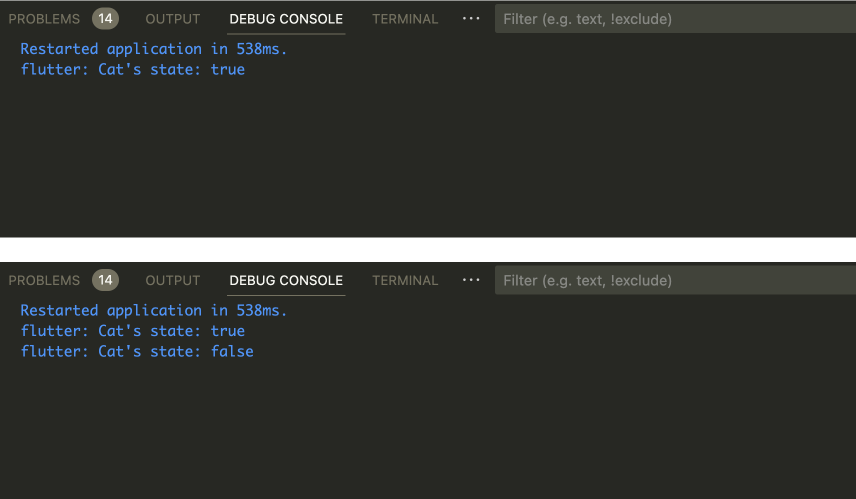 PROBLEMS 14 OUTPUT DEBUG CONSOLE TERMINAL ··· Filter (e.g. text, !exclude)
Restarted application in 538ms.
flutter: Cat's state: true
PROBLEMS 14 OUTPUT DEBUG CONSOLE TERMINAL ··· Filter (e.g. text, !exclude)
Restarted application in 538ms.
flutter: Cat's state: true
flutter: Cat's state: false